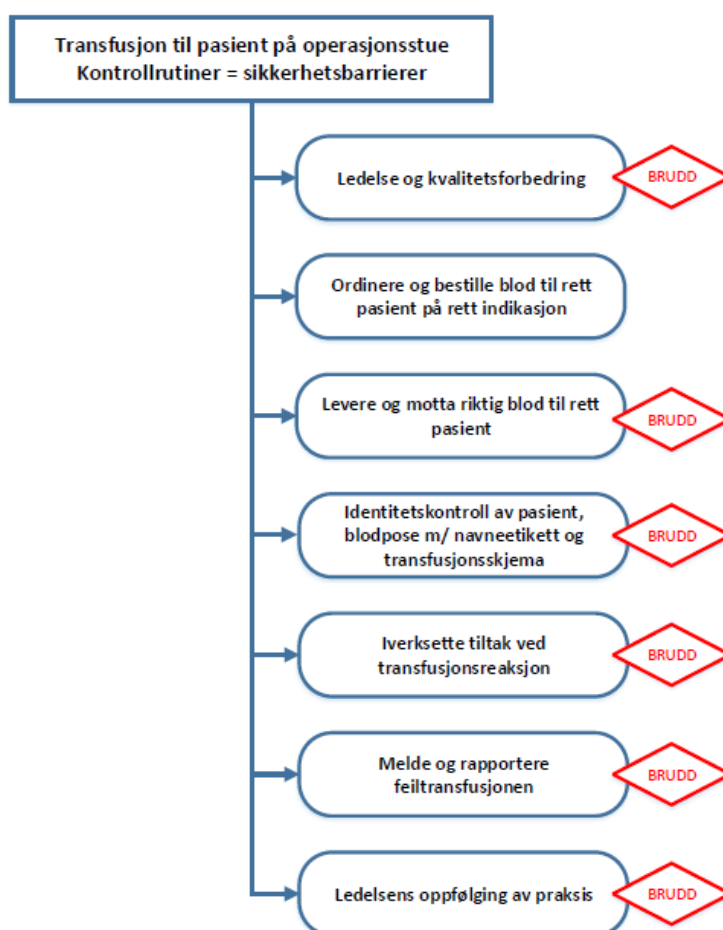 Transfusjon til pasient på operasjonsstue
Kontrollrutiner = sikkerhetsbarrierer
Ledelse og kvalitetsforbedring
BRUDD
Ordinere og bestille blod til rett
pasient på rett indikasjon
Levere og motta riktig blod til rett
pasient
BRUDD
Identitetskontroll av pasient,
blodpose m/ navneetikett og
transfusjonsskjema
BRUDD
Iverksette tiltak ved
transfusjonsreaksjon
BRUDD
Melde og rapportere
feiltransfusjonen
BRUDD
Ledelsens oppfølging av praksis
BRUDD